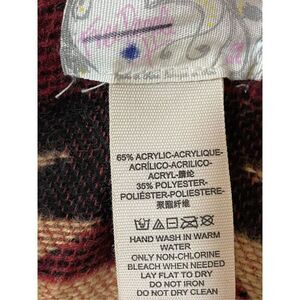 65% ACRYLIC-ACRYLIQUE-
ACRÍLICO-ACRILICO-
ACRYL-腈纶
35% POLYESTER-
POLIÉSTER-POLIESTERE-
聚酯纤维
HAND WASH IN WARM
WATER
ONLY NON-CHLORINE
BLEACH WHEN NEEDED
LAY FLAT TO DRY
DO NOT IRON
DO NOT DRY CLEAN